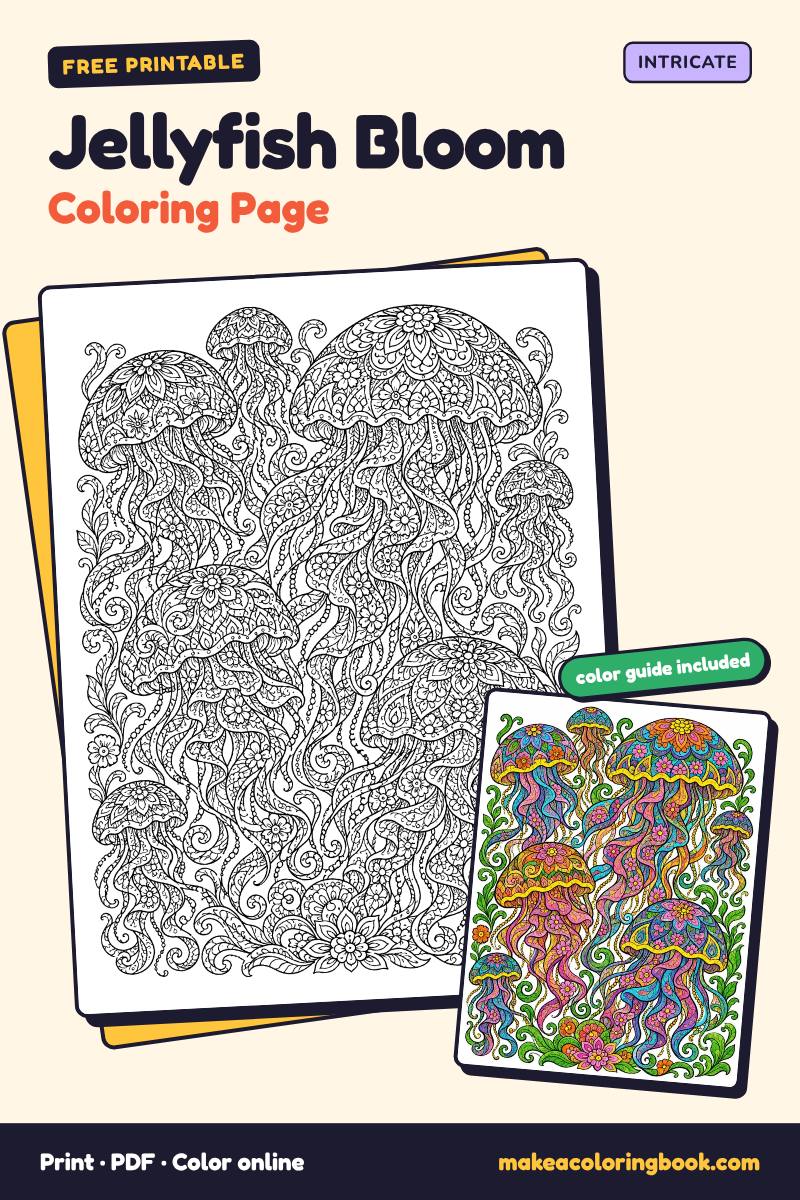 FREE PRINTABLE
INTRICATE
Jellyfish Bloom
Coloring Page
color guide included
Print · PDF · Color online
makeacoloringbook.com